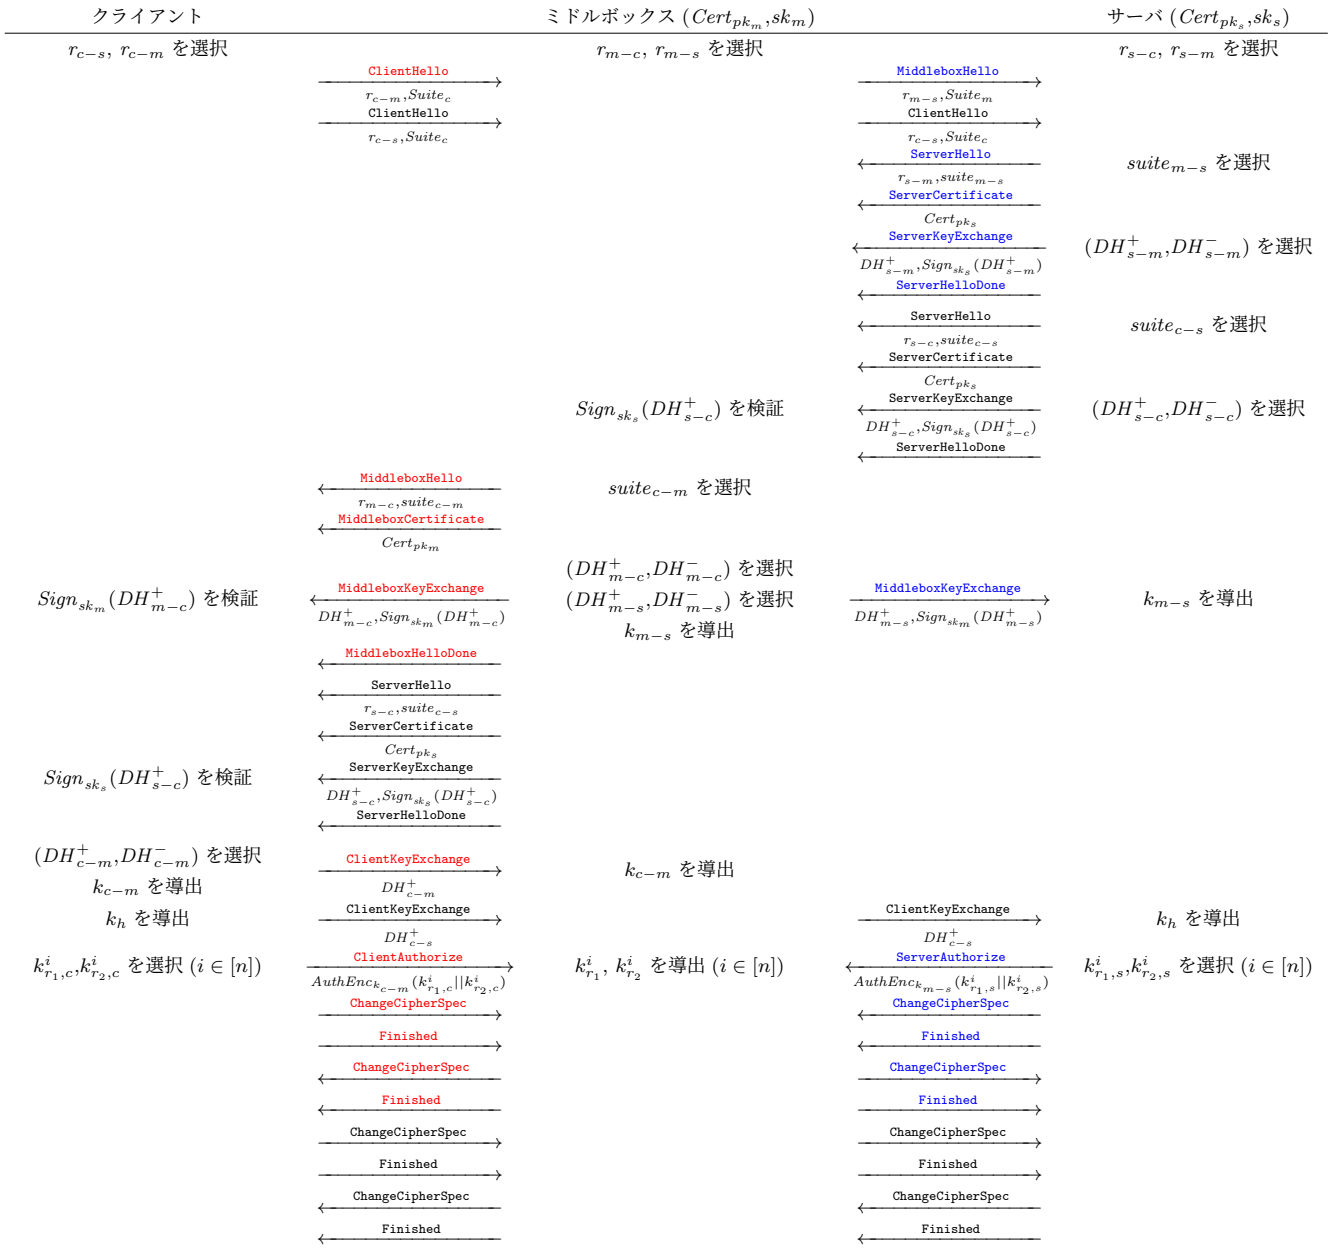 クライアント ミドルボックス (Cert_{pk_m},sk_m) サーバ (Cert_{pk_s},sk_s)
r_{c−s}, r_{c−m} を選択 r_{m−c}, r_{m−s} を選択 r_{s−c}, r_{s−m} を選択
ClientHello MiddleboxHello
r_{c−m},Suite_c r_{m−s},Suite_m
ClientHello ClientHello
r_{c−s},Suite_c r_{c−s},Suite_c
ServerHello suite_{m−s} を選択
r_{s−m},suite_{m−s}
ServerCertificate
Cert_{pk_s}
ServerKeyExchange (DH^+_{s−m},DH^−_{s−m}) を選択
DH^+_{s−m},Sign_{sk_s}(DH^+_{s−m})
ServerHelloDone
ServerHello suite_{c−s} を選択
r_{s−c},suite_{c−s}
ServerCertificate
Cert_{pk_s}
Sign_{sk_s}(DH^+_{s−c}) を検証 ServerKeyExchange (DH^+_{s−c},DH^−_{s−c}) を選択
DH^+_{s−c},Sign_{sk_s}(DH^+_{s−c})
ServerHelloDone
MiddleboxHello suite_{c−m} を選択
r_{m−c},suite_{c−m}
MiddleboxCertificate
Cert_{pk_m}
(DH^+_{m−c},DH^−_{m−c}) を選択
Sign_{sk_m}(DH^+_{m−c}) を検証 MiddleboxKeyExchange (DH^+_{m−s},DH^−_{m−s}) を選択 MiddleboxKeyExchange k_{m−s} を導出
DH^+_{m−c},Sign_{sk_m}(DH^+_{m−c}) k_{m−s} を導出 DH^+_{m−s},Sign_{sk_m}(DH^+_{m−s})
MiddleboxHelloDone
ServerHello
r_{s−c},suite_{c−s}
ServerCertificate
Cert_{pk_s}
Sign_{sk_s}(DH^+_{s−c}) を検証 ServerKeyExchange
DH^+_{s−c},Sign_{sk_s}(DH^+_{s−c})
ServerHelloDone
(DH^+_{c−m},DH^−_{c−m}) を選択 ClientKeyExchange k_{c−m} を導出
k_{c−m} を導出 DH^+_{c−m}
k_h を導出 ClientKeyExchange ClientKeyExchange k_h を導出
DH^+_{c−s} DH^+_{c−s}
k^i_{r_1,c},k^i_{r_2,c} を選択 (i ∈ [n]) ClientAuthorize k^i_{r_1}, k^i_{r_2} を導出 (i ∈ [n]) ServerAuthorize k^i_{r_1,s},k^i_{r_2,s} を選択 (i ∈ [n])
AuthEnc_{k_{c−m}}(k^i_{r_1,c}||k^i_{r_2,c}) AuthEnc_{k_{m−s}}(k^i_{r_1,s}||k^i_{r_2,s})
ChangeCipherSpec ChangeCipherSpec
Finished Finished
ChangeCipherSpec ChangeCipherSpec
Finished Finished
ChangeCipherSpec ChangeCipherSpec
Finished Finished
ChangeCipherSpec ChangeCipherSpec
Finished Finished